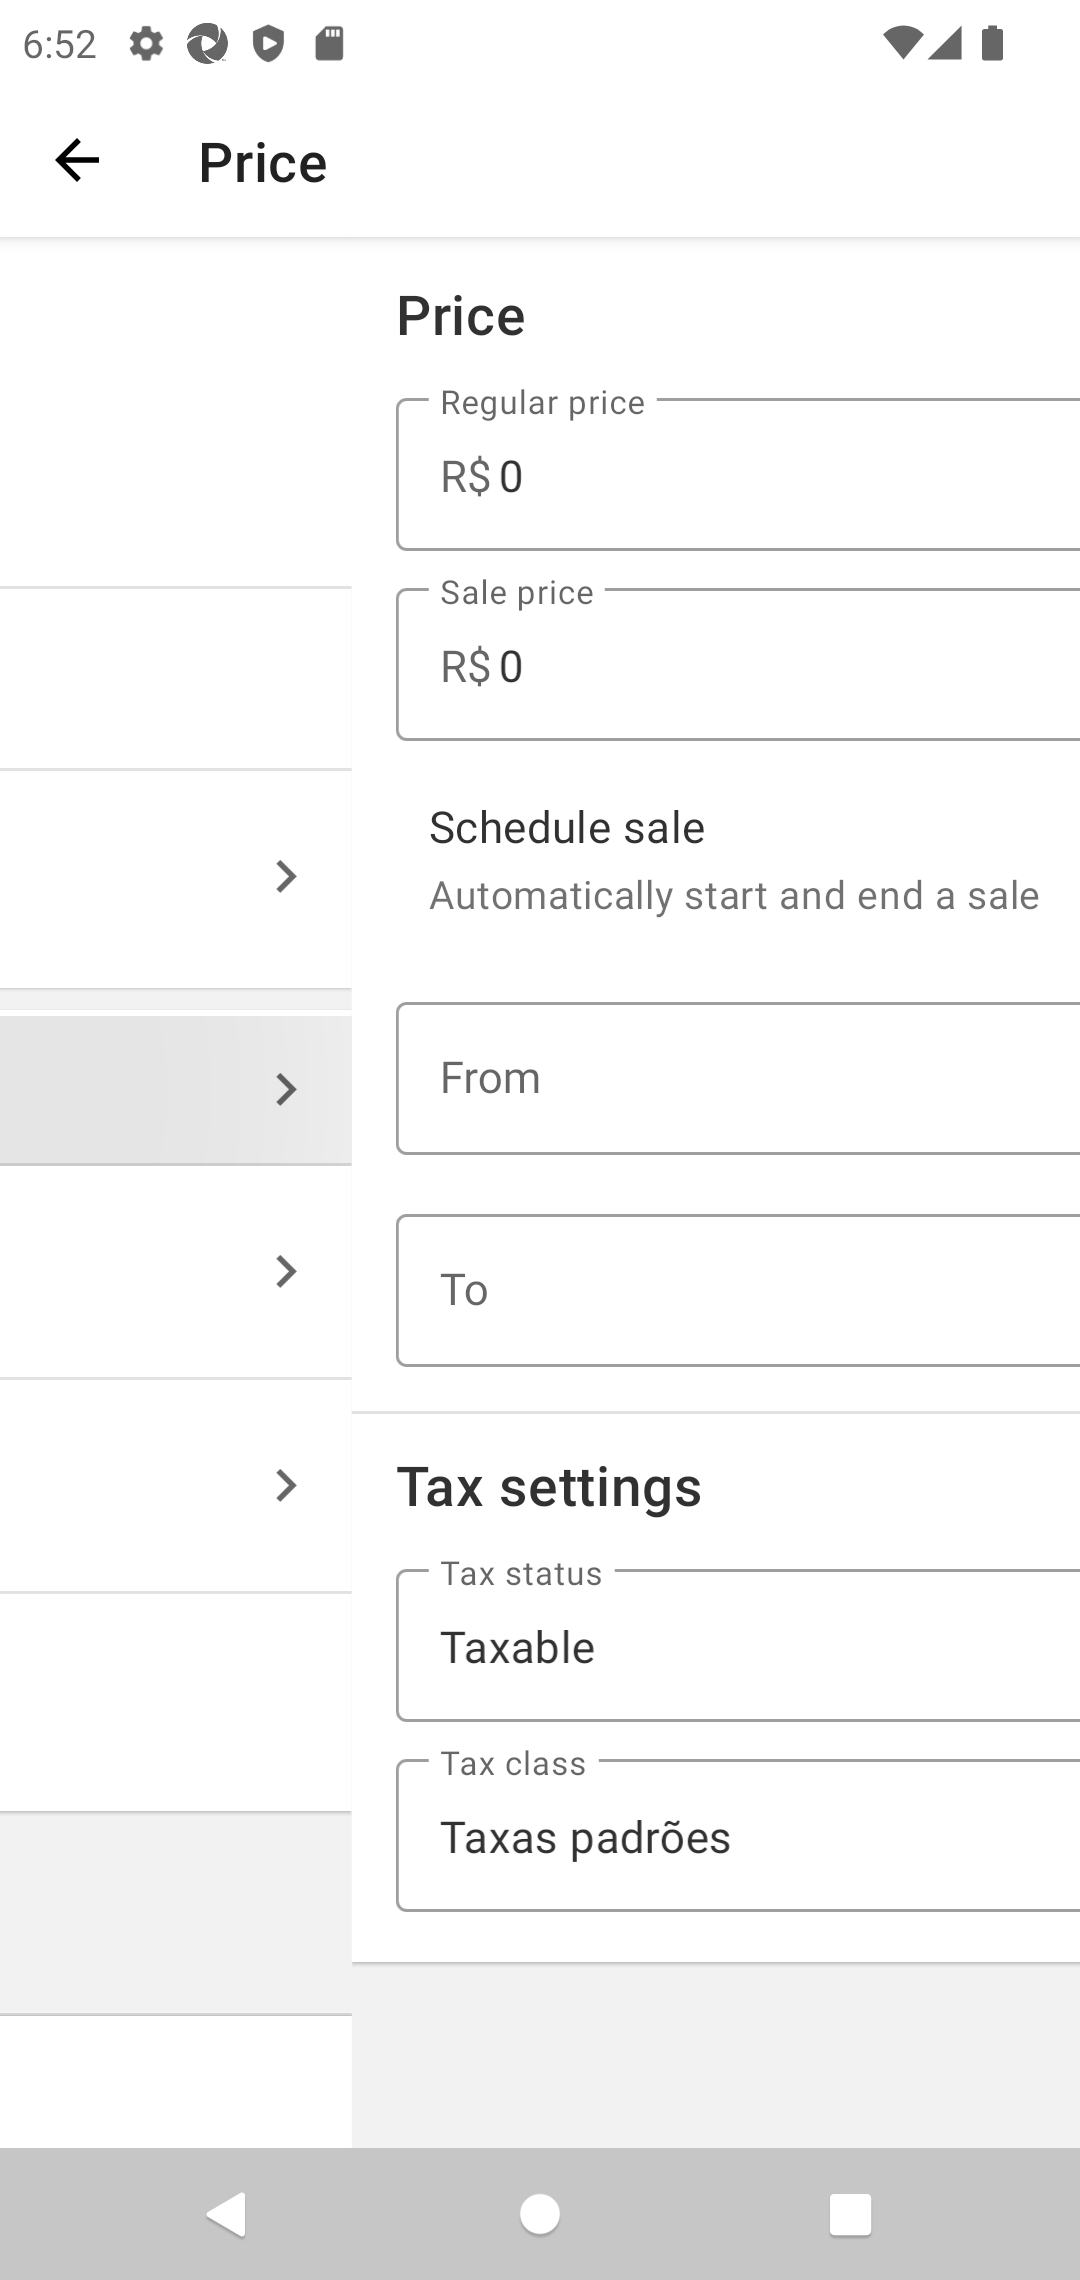 6:52
Price
Price
Regular price
R$ 0
Sale price
R$ 0
Schedule sale
Automatically start and end a sale
From
To
Tax settings
Tax status
Taxable
Tax class
Taxas padrões